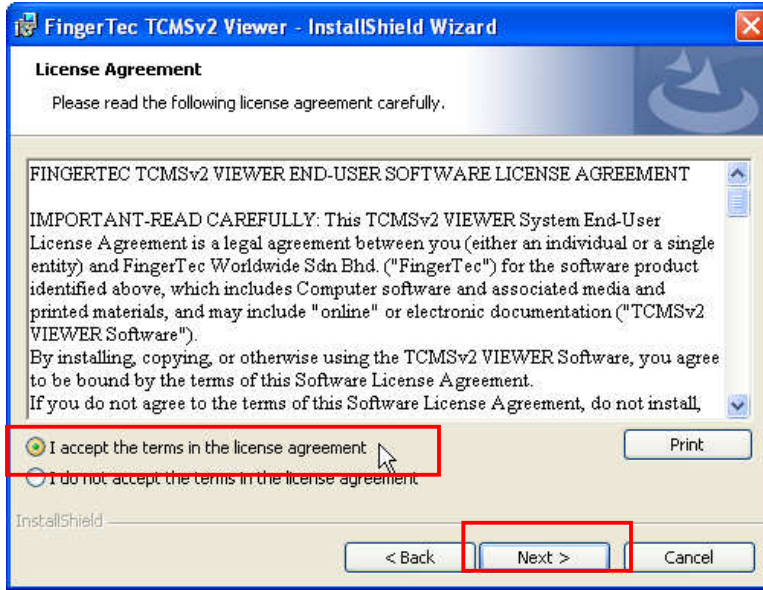 FingerTec TCMSv2 Viewer - InstallShield Wizard
License Agreement
Please read the following license agreement carefully.
FINGERTEC TCMSv2 VIEWER END-USER SOFTWARE LICENSE AGREEMENT
IMPORTANT-READ CAREFULLY: This TCMSv2 VIEWER System End-User
License Agreement is a legal agreement between you (either an individual or a single
entity) and FingerTec Worldwide Sdn Bhd. ("FingerTec") for the software product
identified above, which includes Computer software and associated media and
printed materials, and may include "online" or electronic documentation ("TCMSv2
VIEWER Software").
By installing, copying, or otherwise using the TCMSv2 VIEWER Software, you agree
to be bound by the terms of this Software License Agreement.
If you do not agree to the terms of this Software License Agreement, do not install,
I accept the terms in the license agreement
Print
I do not accept the terms in the license agreement
InstallShield
< Back
Next >
Cancel